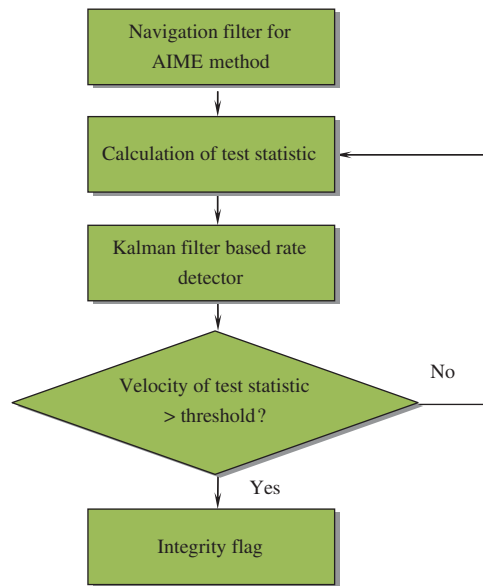 Navigation filter for
AIME method
Calculation of test statistic
Kalman filter based rate
detector
Velocity of test statistic
> threshold?
No
Yes
Integrity flag